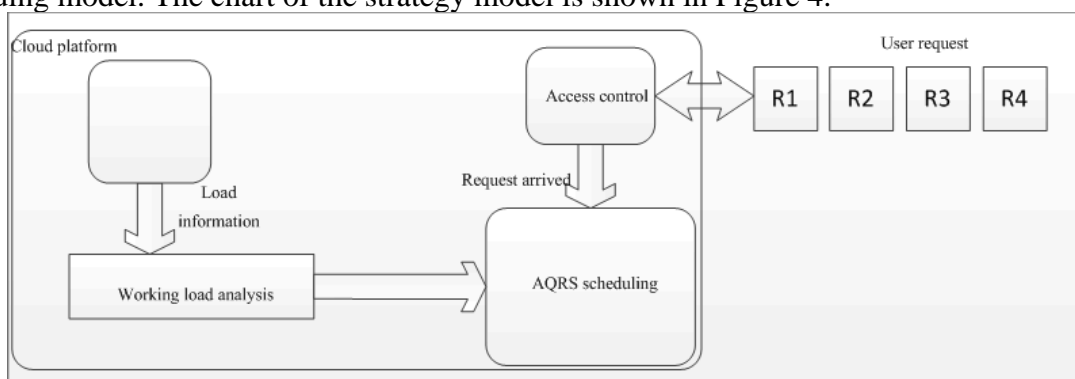 ding model. The chart of the strategy model is shown in Figure 4.
Cloud platform
User request
Access control
R1 R2 R3 R4
Request arrived
Load
information
Working load analysis
AQRS scheduling